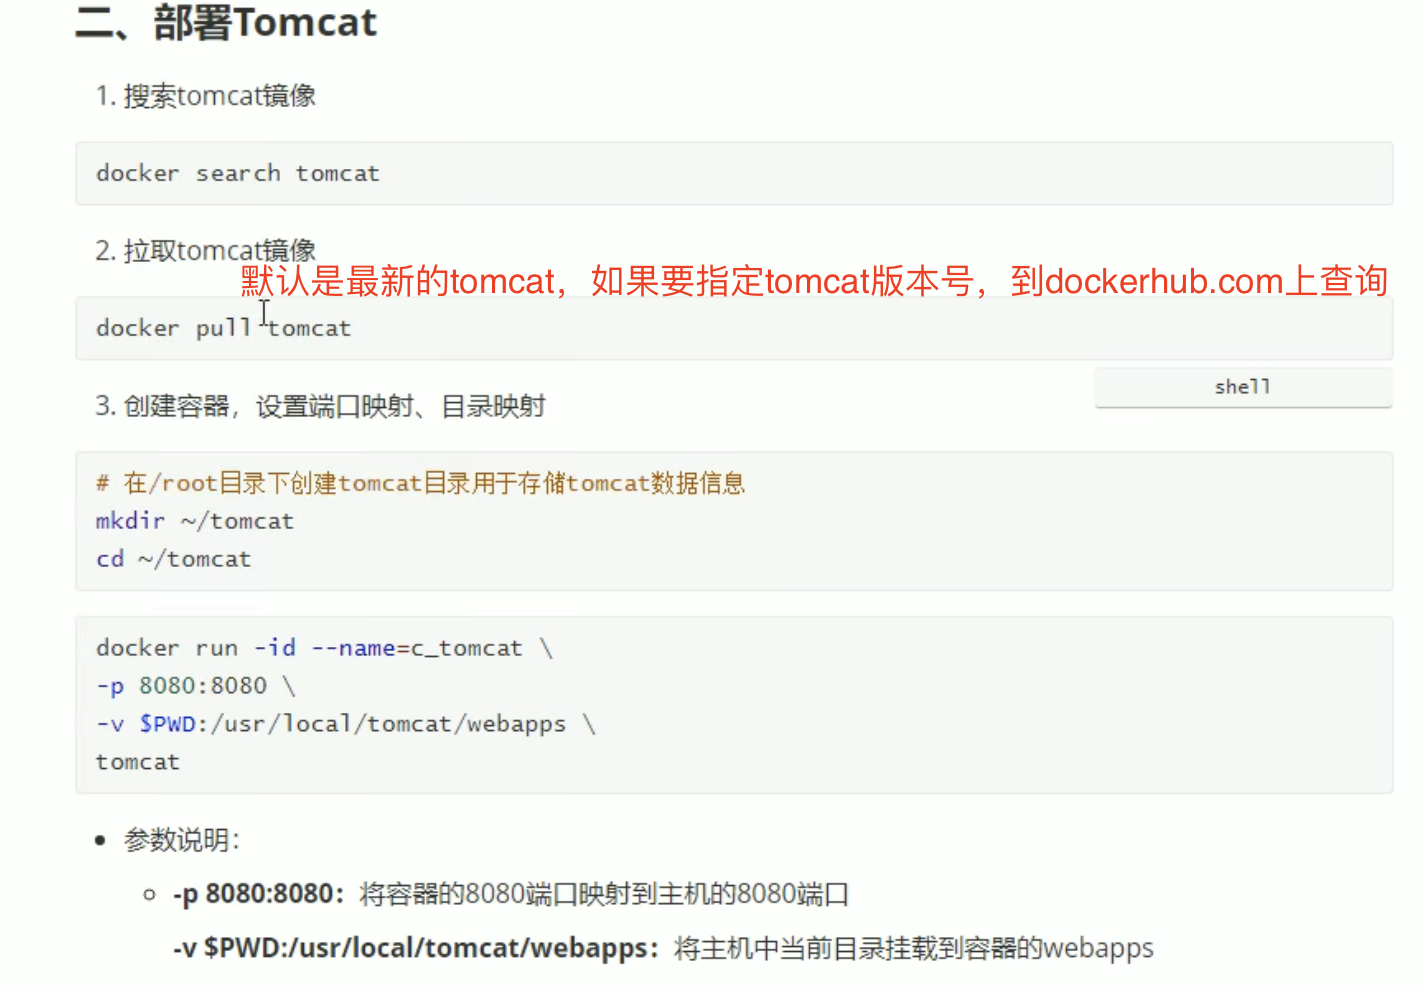 二、部署Tomcat
1. 搜索tomcat镜像
docker search tomcat
2. 拉取tomcat镜像
默认是最新的tomcat，如果要指定tomcat版本号，到dockerhub.com上查询
docker pull tomcat
shell
3. 创建容器，设置端口映射、目录映射
# 在/root目录下创建tomcat目录用于存储tomcat数据信息
mkdir ~/tomcat
cd ~/tomcat
docker run -id --name=c_tomcat \
-p 8080:8080 \
-v $PWD:/usr/local/tomcat/webapps \
tomcat
参数说明：
-p 8080:8080：将容器的8080端口映射到主机的8080端口
-v $PWD:/usr/local/tomcat/webapps：将主机中当前目录挂载到容器的webapps